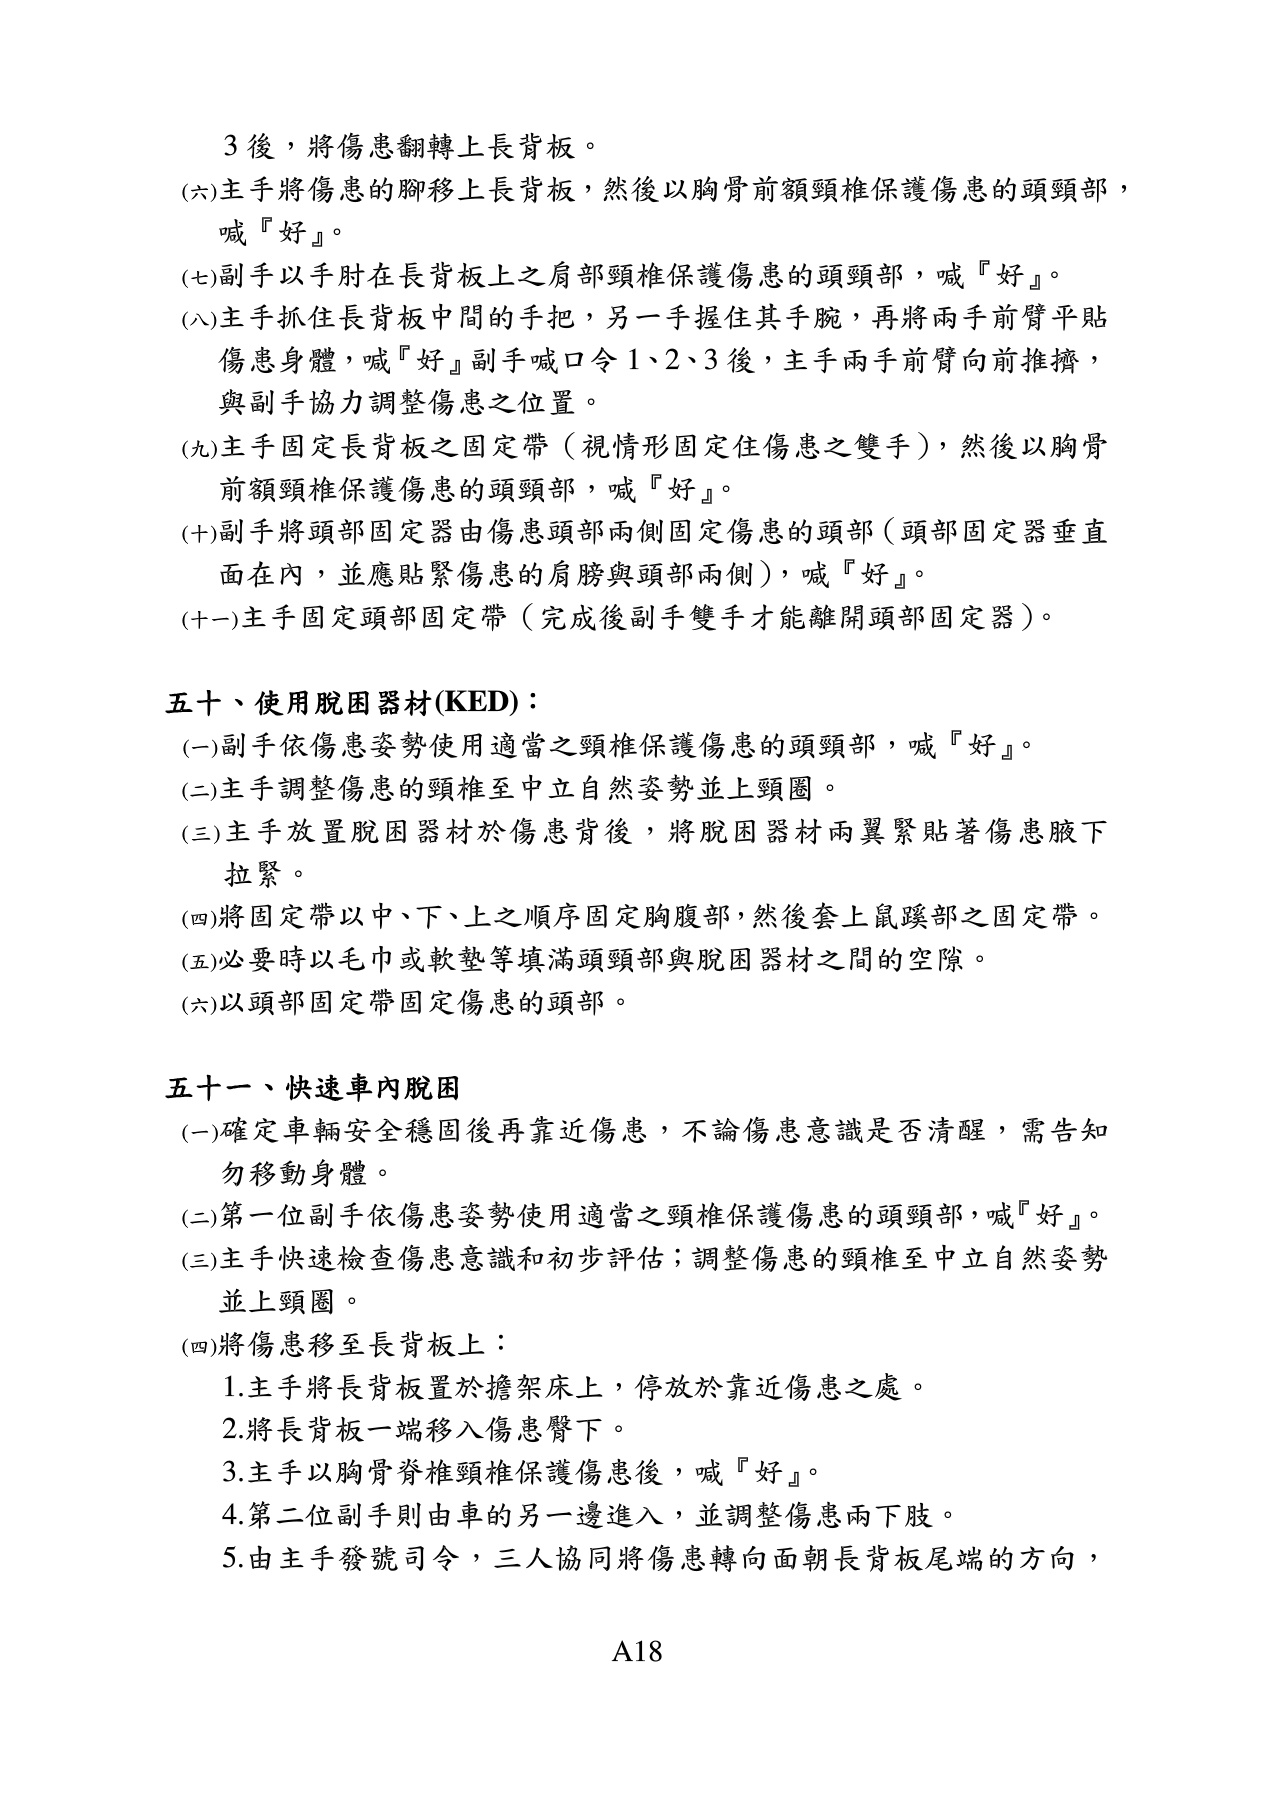 3 後，將傷患翻轉上長背板。
(六)主手將傷患的腳移上長背板，然後以胸骨前額頸椎保護傷患的頭頸部，
喊『好』。
(七)副手以手肘在長背板上之肩部頸椎保護傷患的頭頸部，喊『好』。
(八)主手抓住長背板中間的手把，另一手握住其手腕，再將兩手前臂平貼
傷患身體，喊『好』副手喊口令 1、2、3 後，主手兩手前臂向前推擠，
與副手協力調整傷患之位置。
(九)主手固定長背板之固定帶（視情形固定住傷患之雙手），然後以胸骨
前額頸椎保護傷患的頭頸部，喊『好』。
(十)副手將頭部固定器由傷患頭部兩側固定傷患的頭部（頭部固定器垂直
面在內，並應貼緊傷患的肩膀與頭部兩側），喊『好』。
(十一)主手固定頭部固定帶（完成後副手雙手才能離開頭部固定器）。
五十、使用脫困器材(KED)：
(一)副手依傷患姿勢使用適當之頸椎保護傷患的頭頸部，喊『好』。
(二)主手調整傷患的頸椎至中立自然姿勢並上頸圈。
(三)主手放置脫困器材於傷患背後，將脫困器材兩翼緊貼著傷患腋下
拉緊。
(四)將固定帶以中、下、上之順序固定胸腹部，然後套上鼠蹊部之固定帶。
(五)必要時以毛巾或軟墊等填滿頭頸部與脫困器材之間的空隙。
(六)以頭部固定帶固定傷患的頭部。
五十一、快速車內脫困
(一)確定車輛安全穩固後再靠近傷患，不論傷患意識是否清醒，需告知
勿移動身體。
(二)第一位副手依傷患姿勢使用適當之頸椎保護傷患的頭頸部，喊『好』。
(三)主手快速檢查傷患意識和初步評估；調整傷患的頸椎至中立自然姿勢
並上頸圈。
(四)將傷患移至長背板上：
1.主手將長背板置於擔架床上，停放於靠近傷患之處。
2.將長背板一端移入傷患臀下。
3.主手以胸骨脊椎頸椎保護傷患後，喊『好』。
4.第二位副手則由車的另一邊進入，並調整傷患兩下肢。
5.由主手發號司令，三人協同將傷患轉向面朝長背板尾端的方向，
A18